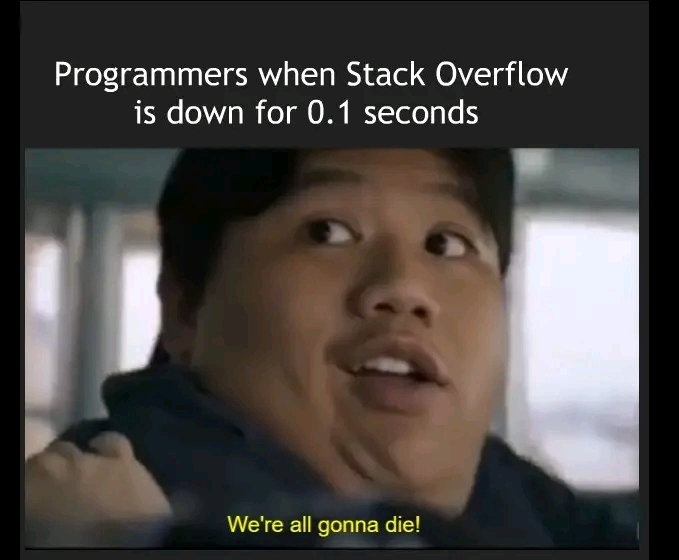 Programmers when Stack Overflow
is down for 0.1 seconds
We're all gonna die!